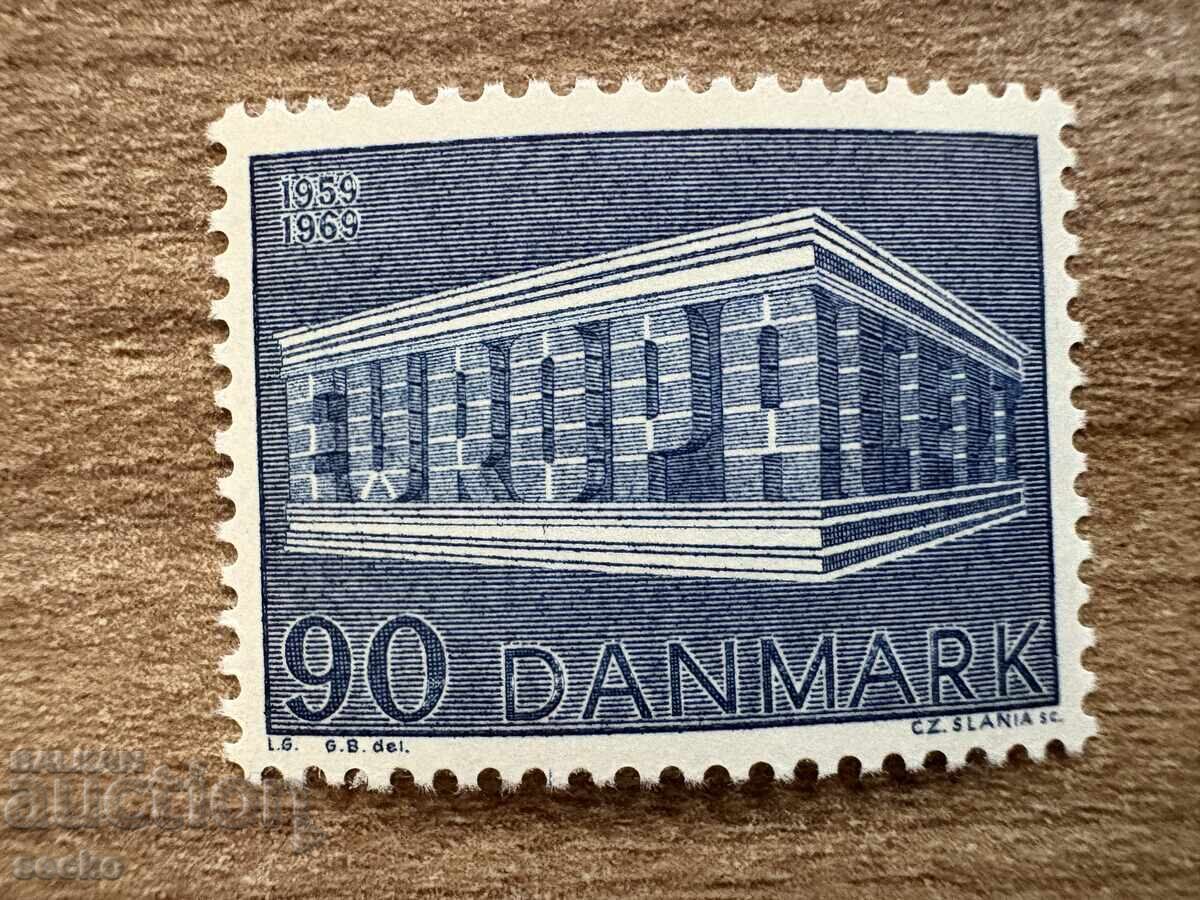 1959
1969
EUROPA CEPT
90 DANMARK
L.G. G.B. del. CZ. SLANIA sc.
BALKAN
auction
secko